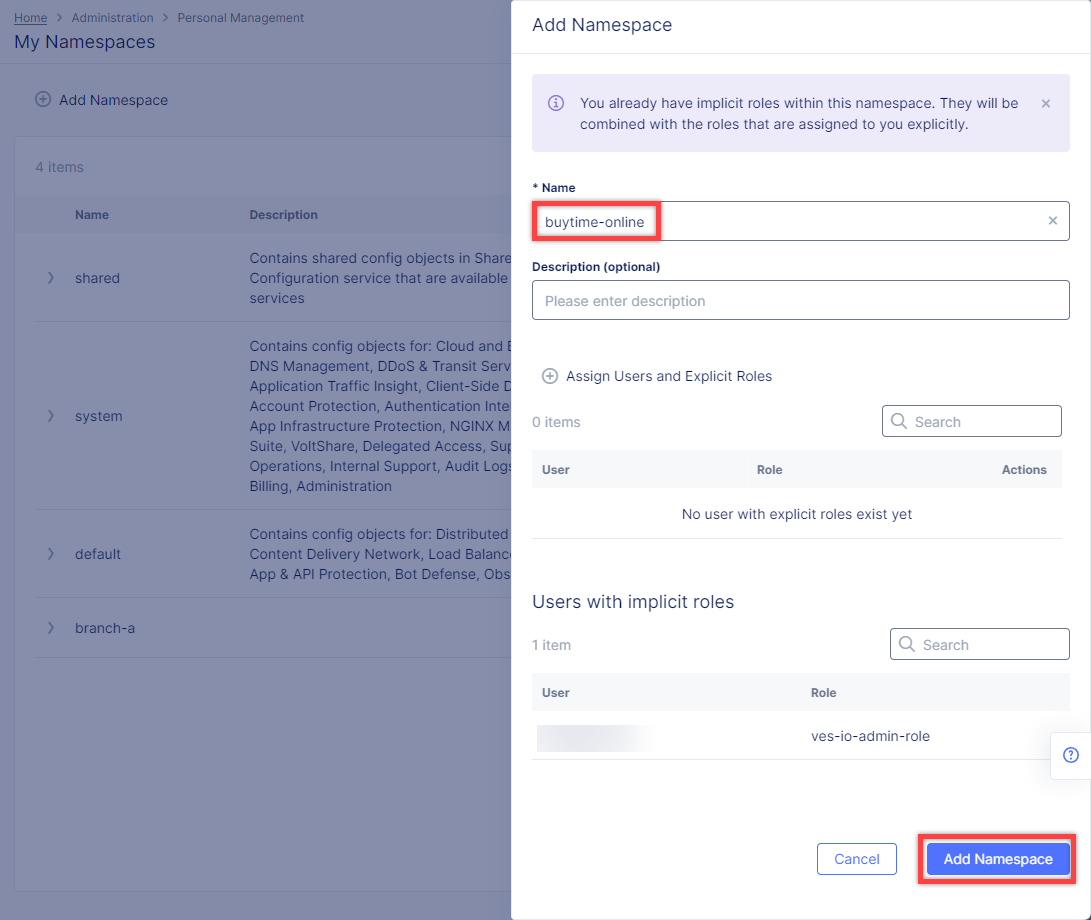 Home > Administration > Personal Management
My Namespaces
Add Namespace
4 items
Name Description
shared
Contains shared config objects in Share
Configuration service that are available
services
system
Contains config objects for: Cloud and
DNS Management, DDoS & Transit Serv
Application Traffic Insight, Client-Side D
Account Protection, Authentication Inte
App Infrastructure Protection, NGINX M
Suite, VoltShare, Delegated Access, Sup
Operations, Internal Support, Audit Logs
Billing, Administration
default
Contains config objects for: Distributed
Content Delivery Network, Load Balance
App & API Protection, Bot Defense, Obs
branch-a
Add Namespace
You already have implicit roles within this namespace. They will be
combined with the roles that are assigned to you explicitly.
* Name
buytime-online
Description (optional)
Please enter description
Assign Users and Explicit Roles
0 items
Search
User Role Actions
No user with explicit roles exist yet
Users with implicit roles
1 item
Search
User Role
ves-io-admin-role
Cancel
Add Namespace